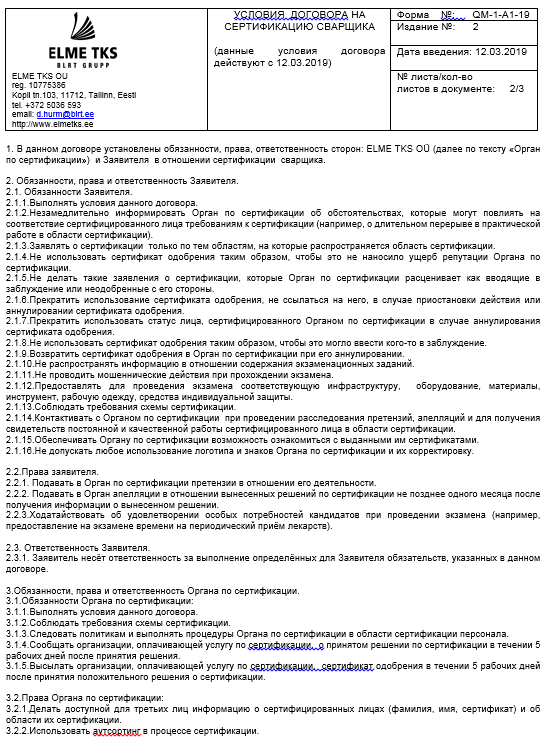 ELME TKS
BLRT GRUPP
ELME TKS OU
reg. 10775386
Kopli tn.103, 11712, Tallinn, Eesti
tel. +372 5036 593
email: d.hurm@blrt.ee
http://www.elmetks.ee
УСЛОВИЯ ДОГОВОРА НА
СЕРТИФИКАЦИЮ СВАРЩИКА
(данные условия договора
действуют с 12.03.2019)
Форма №: QM-1-A1-19
Издание №: 2
Дата введения: 12.03.2019
№ листа/кол-во
листов в документе: 2/3
1. В данном договоре установлены обязанности, права, ответственность сторон: ELME TKS OÜ (далее по тексту «Орган
по сертификации») и Заявителя в отношении сертификации сварщика.
2. Обязанности, права и ответственность Заявителя.
2.1. Обязанности Заявителя.
2.1.1.Выполнять условия данного договора.
2.1.2.Незамедлительно информировать Орган по сертификации об обстоятельствах, которые могут повлиять на
соответствие сертифицированного лица требованиям к сертификации (например, о длительном перерыве в практической
работе в области сертификации).
2.1.3.Заявлять о сертификации только по тем областям, на которые распространяется область сертификации.
2.1.4.Не использовать сертификат одобрения таким образом, чтобы это не наносило ущерб репутации Органа по
сертификации.
2.1.5.Не делать такие заявления о сертификации, которые Орган по сертификации расценивает как вводящие в
заблуждение или неодобренные с его стороны.
2.1.6.Прекратить использование сертификата одобрения, не ссылаться на него, в случае приостановки действия или
аннулировании сертификата одобрения.
2.1.7.Прекратить использовать статус лица, сертифицированного Органом по сертификации в случае аннулирования
сертификата одобрения.
2.1.8.Не использовать сертификат одобрения таким образом, чтобы это могло ввести кого-то в заблуждение.
2.1.9.Возвратить сертификат одобрения в Орган по сертификации при его аннулировании.
2.1.10.Не распространять информацию в отношении содержания экзаменационных заданий.
2.1.11.Не проводить мошеннические действия при прохождении экзамена.
2.1.12.Предоставлять для проведения экзамена соответствующую инфраструктуру, оборудование, материалы,
инструмент, рабочую одежду, средства индивидуальной защиты.
2.1.13.Соблюдать требования схемы сертификации.
2.1.14.Контактивать с Органом по сертификации при проведении расследования претензий, апелляций и для получения
свидетельств постоянной и качественной работы сертифицированного лица в области сертификации.
2.1.15.Обеспечивать Органу по сертификации возможность ознакомиться с выданными им сертификатами.
2.1.16.Не допускать любое использование логотипа и знаков Органа по сертификации и их корректировку.
2.2.Права заявителя.
2.2.1. Подавать в Орган по сертификации претензии в отношении его деятельности.
2.2.2. Подавать в Орган апелляции в отношении вынесенных решений по сертификации не позднее одного месяца после
получения информации о вынесенном решении.
2.2.3.Ходатайствовать об удовлетворении особых потребностей кандидатов при проведении экзамена (например,
предоставление на экзамене времени на периодический приём лекарств).
2.3. Ответственность Заявителя.
2.3.1. Заявитель несёт ответственность за выполнение определённых для Заявителя обязательств, указанных в данном
договоре.
3.Обязанности, права и ответственность Органа по сертификации.
3.1.Обязанности Органа по сертификации:
3.1.1.Выполнять условия данного договора.
3.1.2.Соблюдать требования схемы сертификации.
3.1.3.Следовать политикам и выполнять процедуры Органа по сертификации в области сертификации персонала.
3.1.4.Сообщать организации, оплачивающей услугу по сертификации, о принятом решении по сертификации в течении 5
рабочих дней после принятия решения.
3.1.5.Высылать организации, оплачивающей услугу по сертификации, сертификат одобрения в течении 5 рабочих дней
после принятия положительного решения о сертификации.
3.2.Права Органа по сертификации:
3.2.1.Делать доступной для третьих лиц информацию о сертифицированных лицах (фамилия, имя, сертификат) и об
области их сертификации.
3.2.2.Использовать аутсортинг в процессе сертификации.